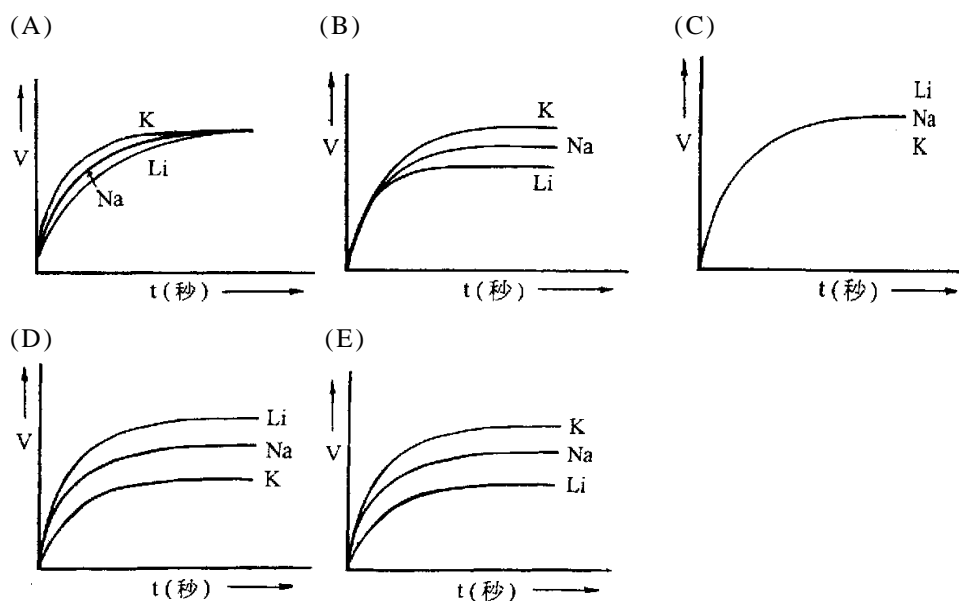 (A)
V
K
Na
Li
t(秒)
(B)
V
K
Na
Li
t(秒)
(C)
V
Li
Na
K
t(秒)
(D)
V
Li
Na
K
t(秒)
(E)
V
K
Na
Li
t(秒)